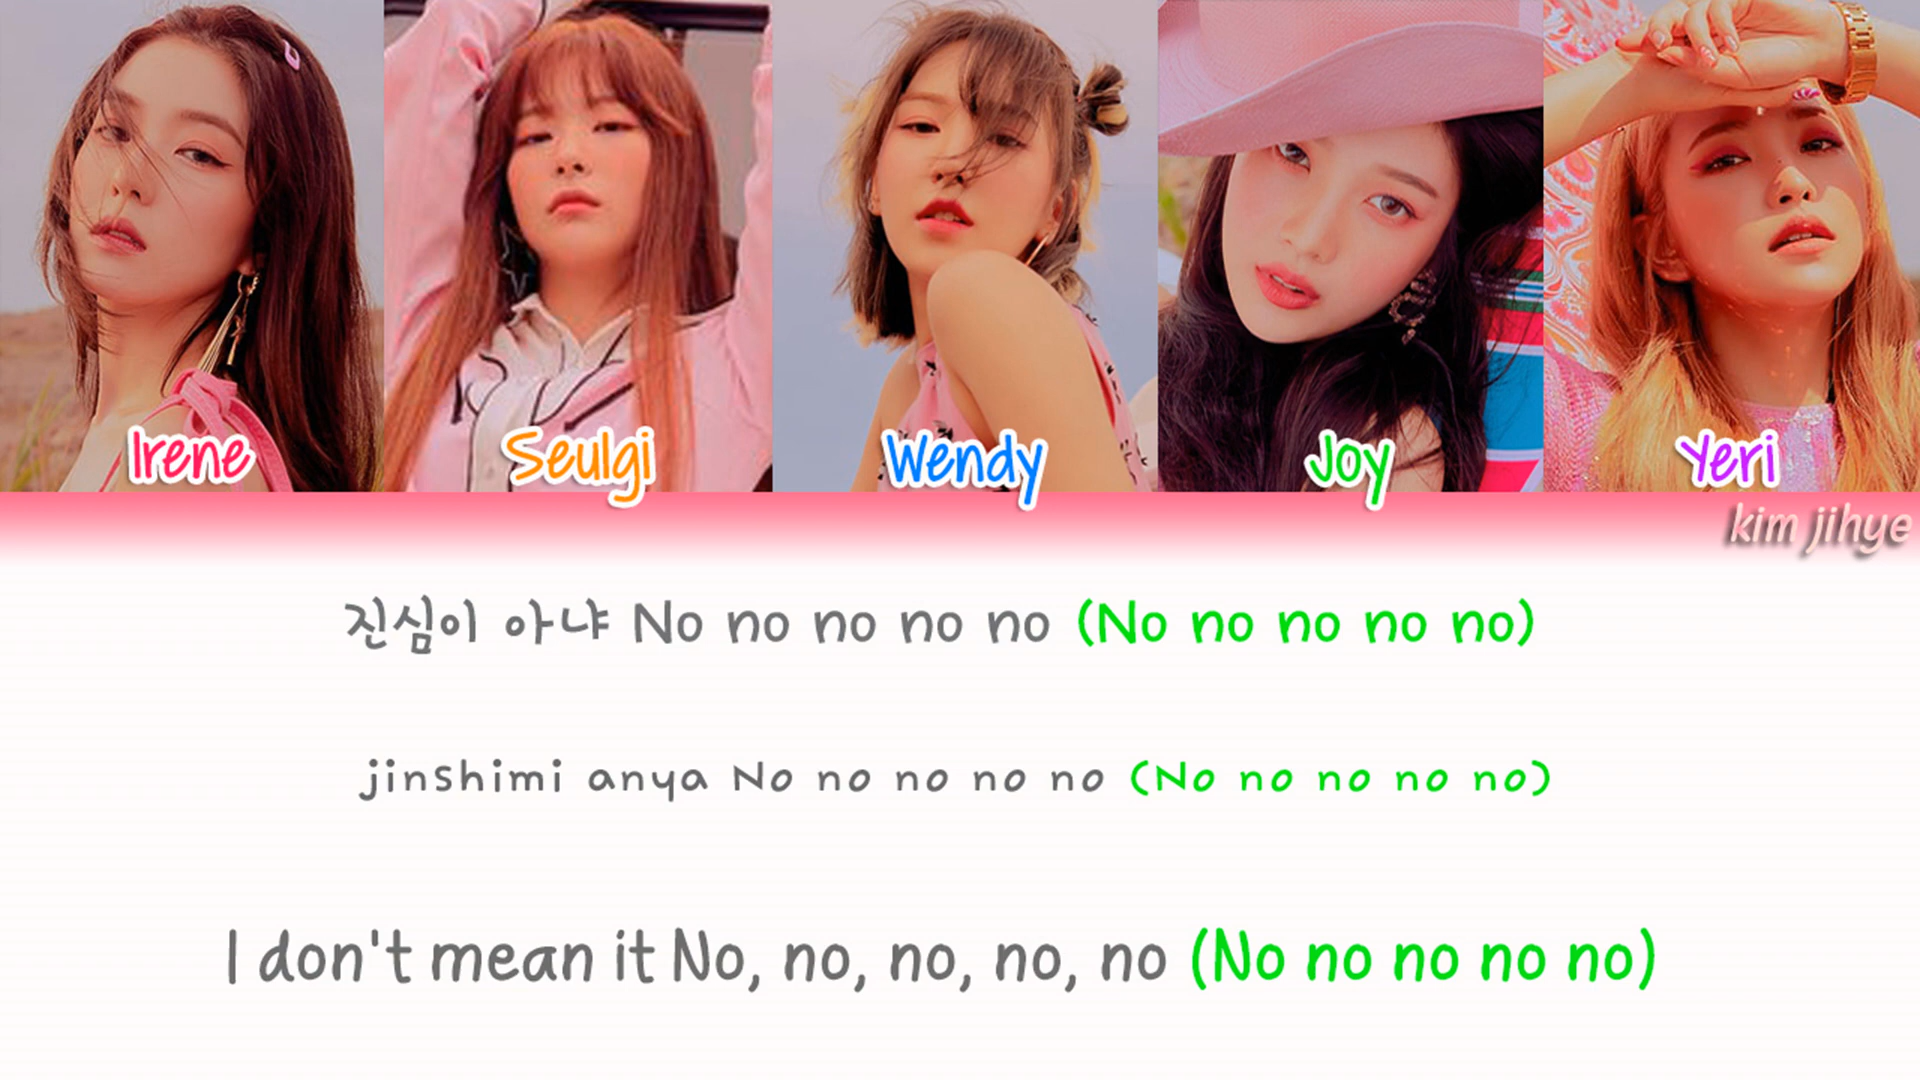 Irene
Seulgi
Wendy
Joy
Yeri
kim jihye
진심이 아냐 No no no no no (No no no no no)
jinshimi anya No no no no no (No no no no no)
I don't mean it No, no, no, no, no (No no no no no)